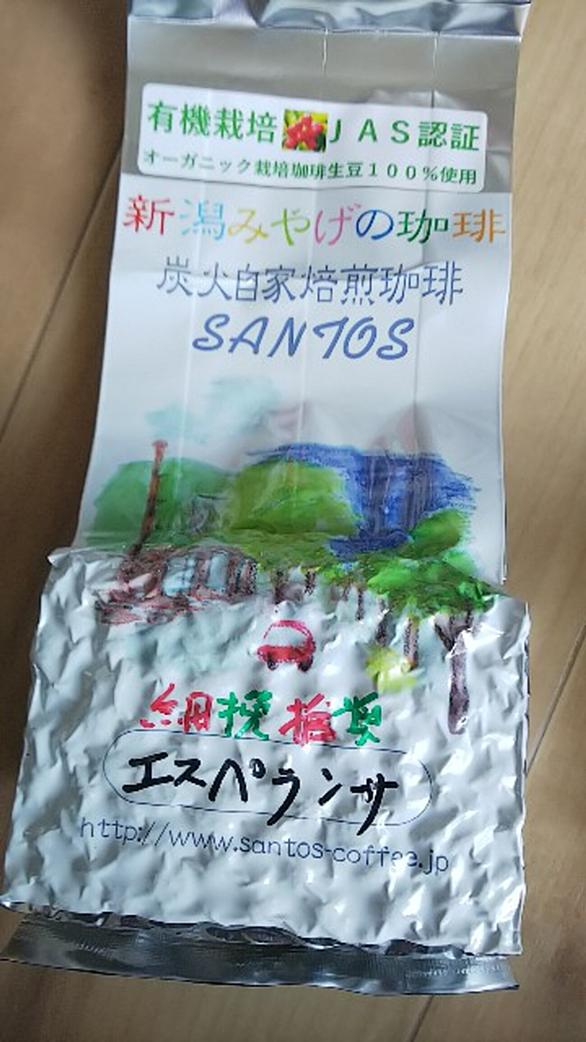 有機栽培 JAS認証
オーガニック栽培珈琲生豆100%使用
新潟みやげの珈琲
炭火自家焙煎珈琲
SANTOS
エスペランサ
http://www.santos-coffee.jp